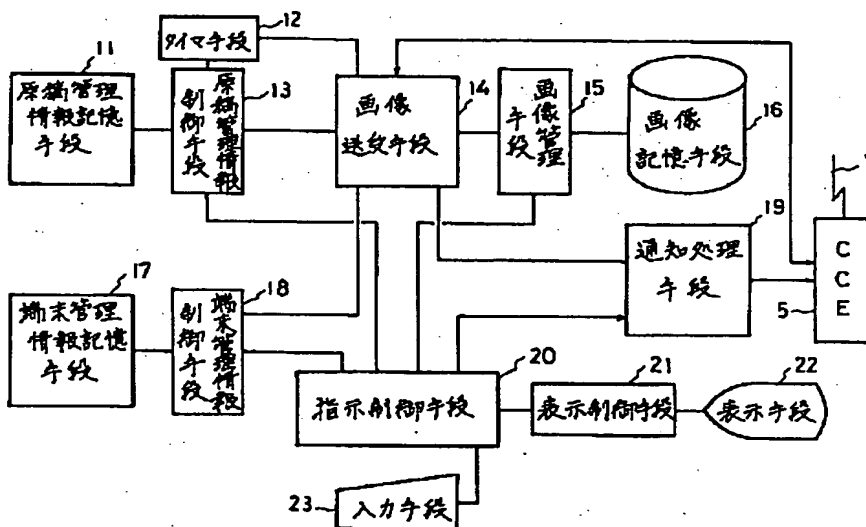 12
タイマ手段
11
原稿管理
情報記憶
手段
13
原稿管理情報
制御手段
14
画像
送絞手段
15
画像管理
手段
16
画像
記憶手段
17
端末管理
情報記憶
手段
18
端末管理情報
制御手段
19
通知処理
手段
CCE
5
20
指示制御手段
21
表示制御手段
22
表示手段
23
入力手段